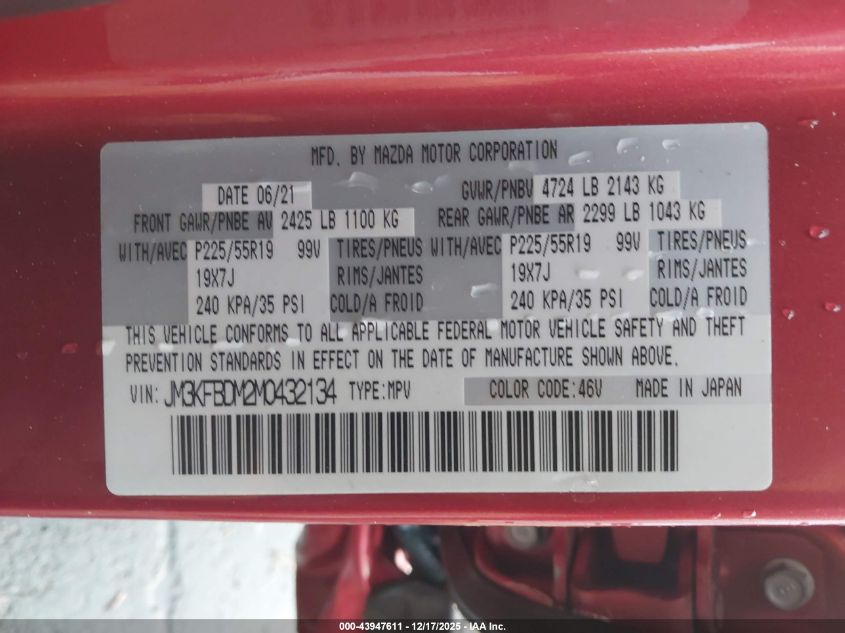 MFD. BY MAZDA MOTOR CORPORATION
DATE 06/21 GVWR/PNBV 4724 LB 2143 KG
FRONT GAWR/PNBE AV 2425 LB 1100 KG REAR GAWR/PNBE AR 2299 LB 1043 KG
WITH/AVEC P225/55R19 99V TIRES/PNEUS WITH/AVEC P225/55R19 99V TIRES/PNEUS
19X7J RIMS/JANTES 19X7J RIMS/JANTES
240 KPA/35 PSI COLD/A FROID 240 KPA/35 PSI COLD/A FROID
THIS VEHICLE CONFORMS TO ALL APPLICABLE FEDERAL MOTOR VEHICLE SAFETY AND THEFT
PREVENTION STANDARDS IN EFFECT ON THE DATE OF MANUFACTURE SHOWN ABOVE.
VIN: JM3KFBDM2M0432134 TYPE:MPV COLOR CODE:46V MADE IN JAPAN
000-43947611 - 12/17/2025 - IAA Inc.